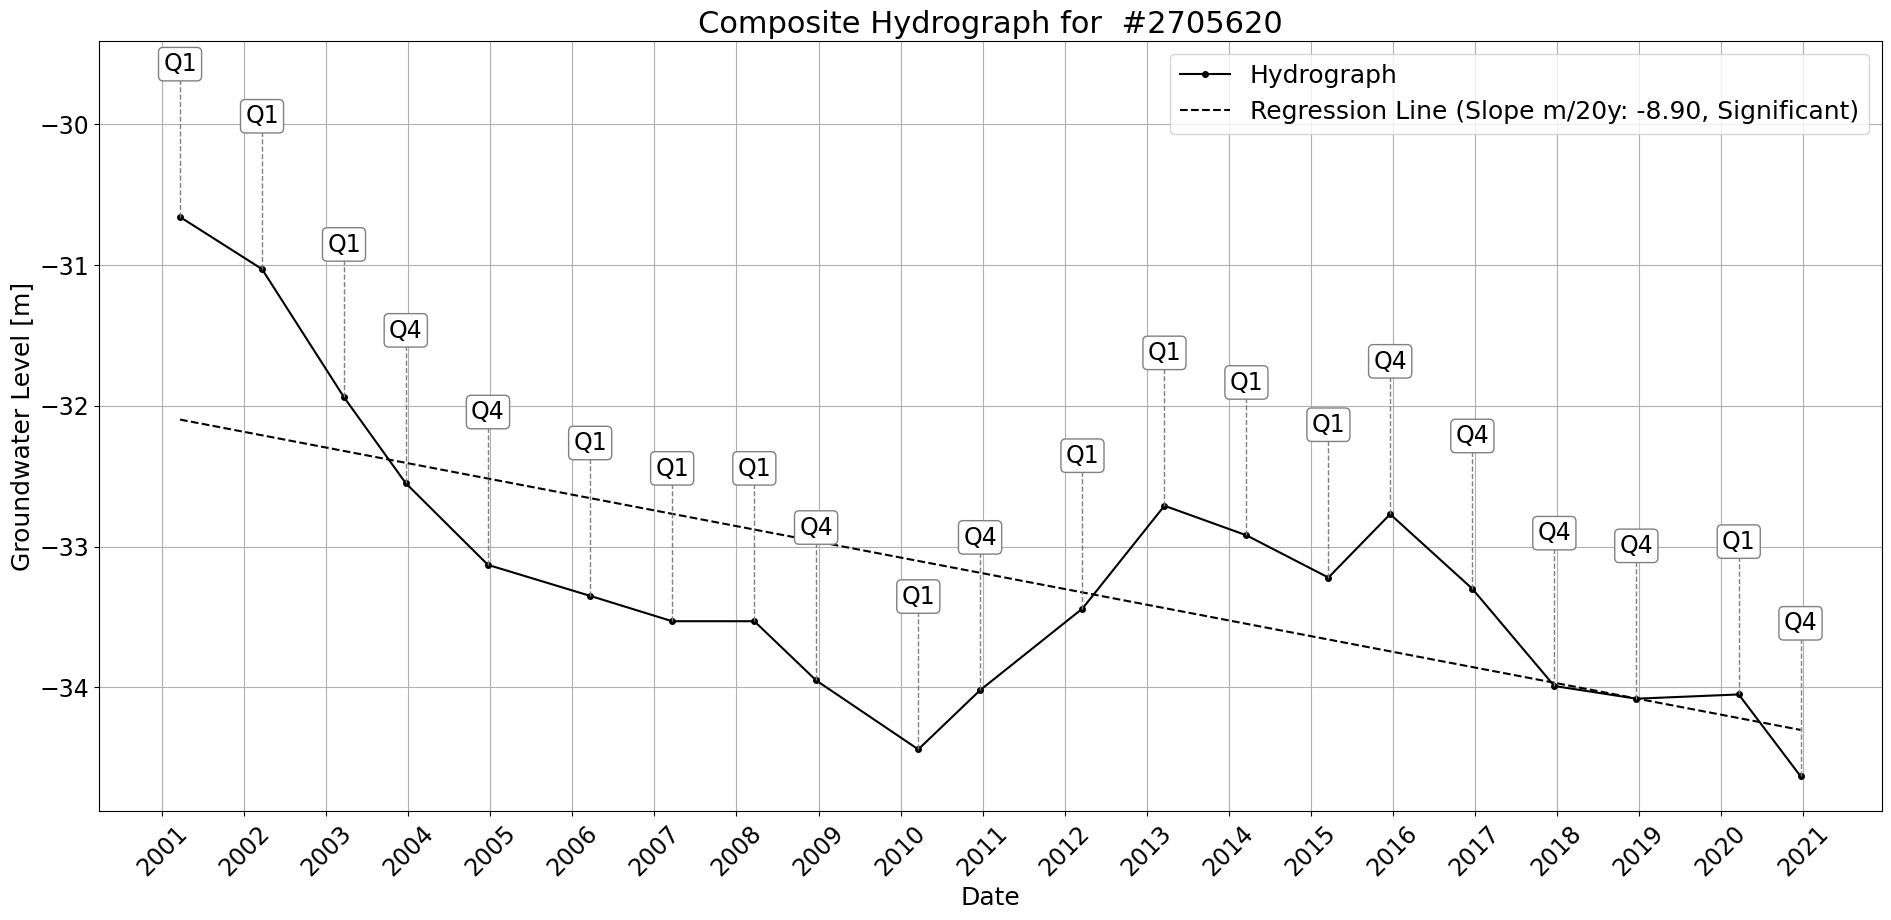 Composite Hydrograph for  #2705620
Hydrograph
Regression Line (Slope m/20y: -8.90, Significant)
Groundwater Level [m]
−30
−31
−32
−33
−34
Q1
Q1
Q1
Q4
Q4
Q1
Q1
Q1
Q4
Q1
Q4
Q1
Q1
Q1
Q1
Q4
Q4
Q4
Q4
Q1
Q4
2001
2002
2003
2004
2005
2006
2007
2008
2009
2010
2011
2012
2013
2014
2015
2016
2017
2018
2019
2020
2021
Date